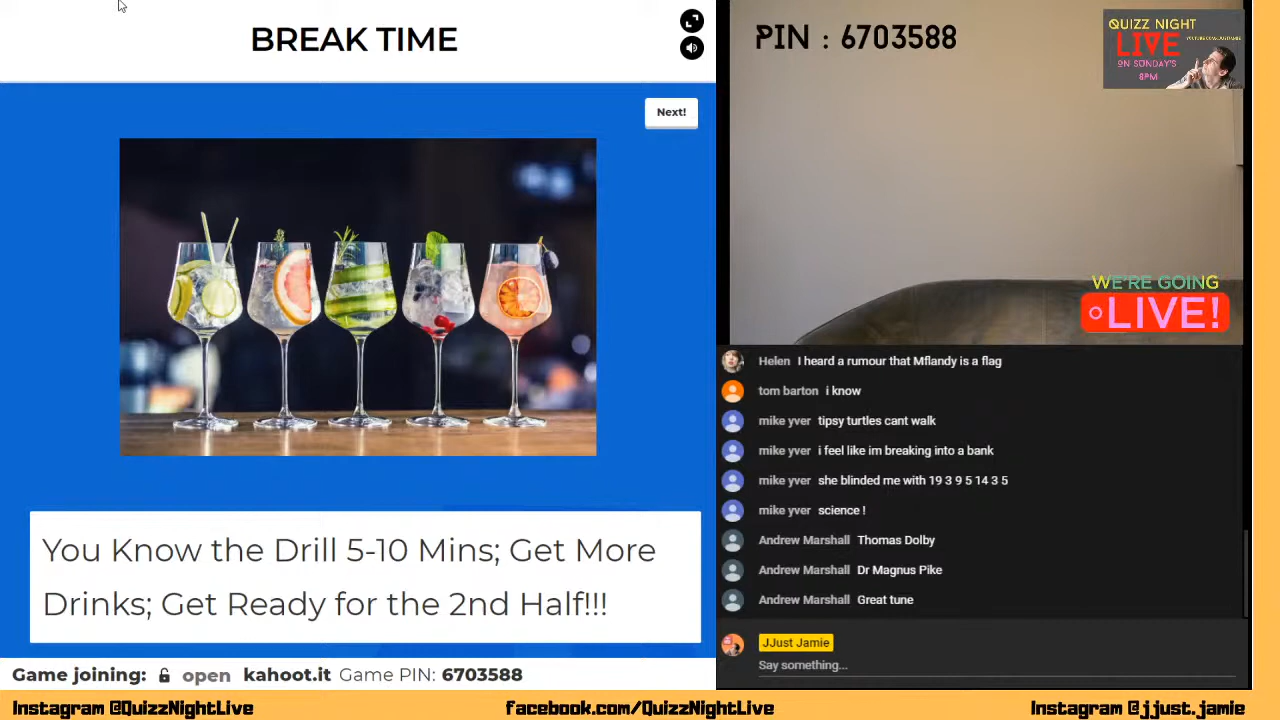 BREAK TIME
Next!
You Know the Drill 5-10 Mins; Get More
Drinks; Get Ready for the 2nd Half!!!
Game joining: open kahoot.it Game PIN: 6703588
PIN : 6703588
QUIZZ NIGHT
YOUTUBE.COM/JJUSTJAMIE
LIVE
ON SUNDAY'S
8PM
WE'RE GOING
LIVE!
Helen I heard a rumour that Mflandy is a flag
tom barton i know
mike yver tipsy turtles cant walk
mike yver i feel like im breaking into a bank
mike yver she blinded me with 19 3 9 5 14 3 5
mike yver science !
Andrew Marshall Thomas Dolby
Andrew Marshall Dr Magnus Pike
Andrew Marshall Great tune
JJust Jamie
Say something...
Instagram @QuizzNightLive facebook.com/QuizzNightLive Instagram @jjust.jamie